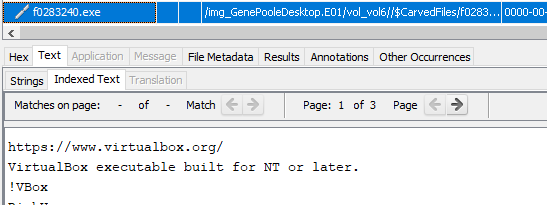 f0283240.exe /img_GenePooleDesktop.E01/vol_vol6//$CarvedFiles/f0283... 0000-00-
Hex Text Application Message File Metadata Results Annotations Other Occurrences
Strings Indexed Text Translation
Matches on page: - of - Match Page: 1 of 3 Page
https://www.virtualbox.org/
VirtualBox executable built for NT or later.
!VBox